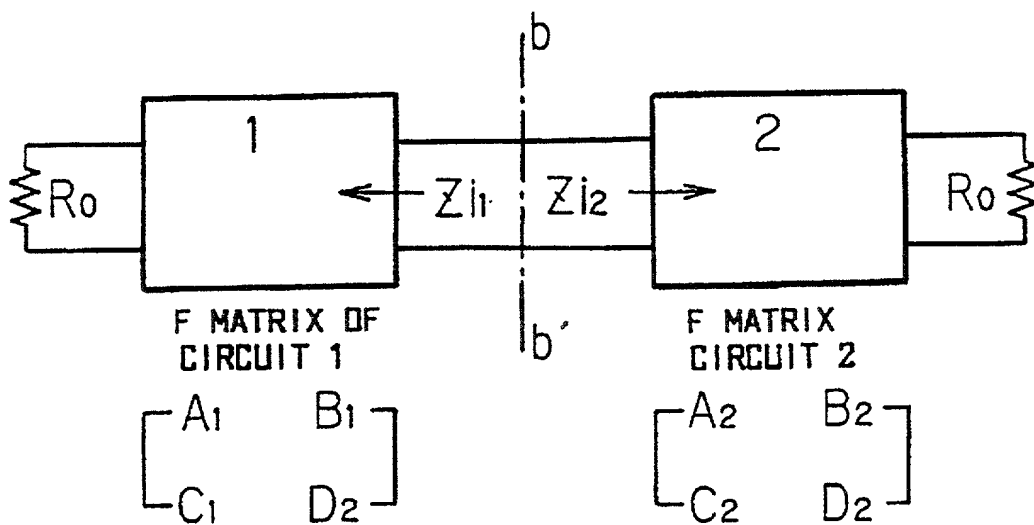 b
1
2
Ro
Zi1
Zi2
Ro
b'
F MATRIX OF
CIRCUIT 1
F MATRIX
CIRCUIT 2
A1 B1
C1 D2
A2 B2
C2 D2